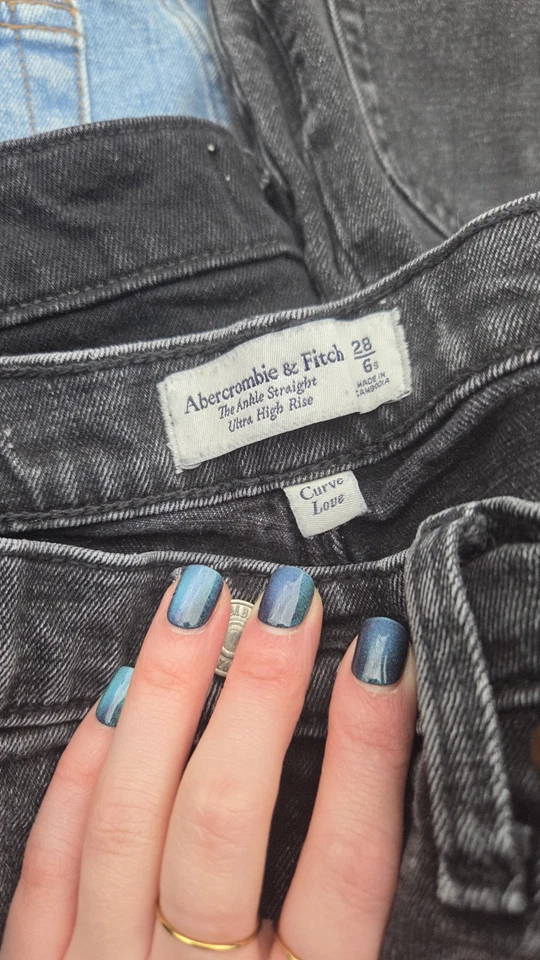 Abercrombie & Fitch
The Ankle Straight
Ultra High Rise
28
6s
MADE IN
CAMBODIA
Curve
Love